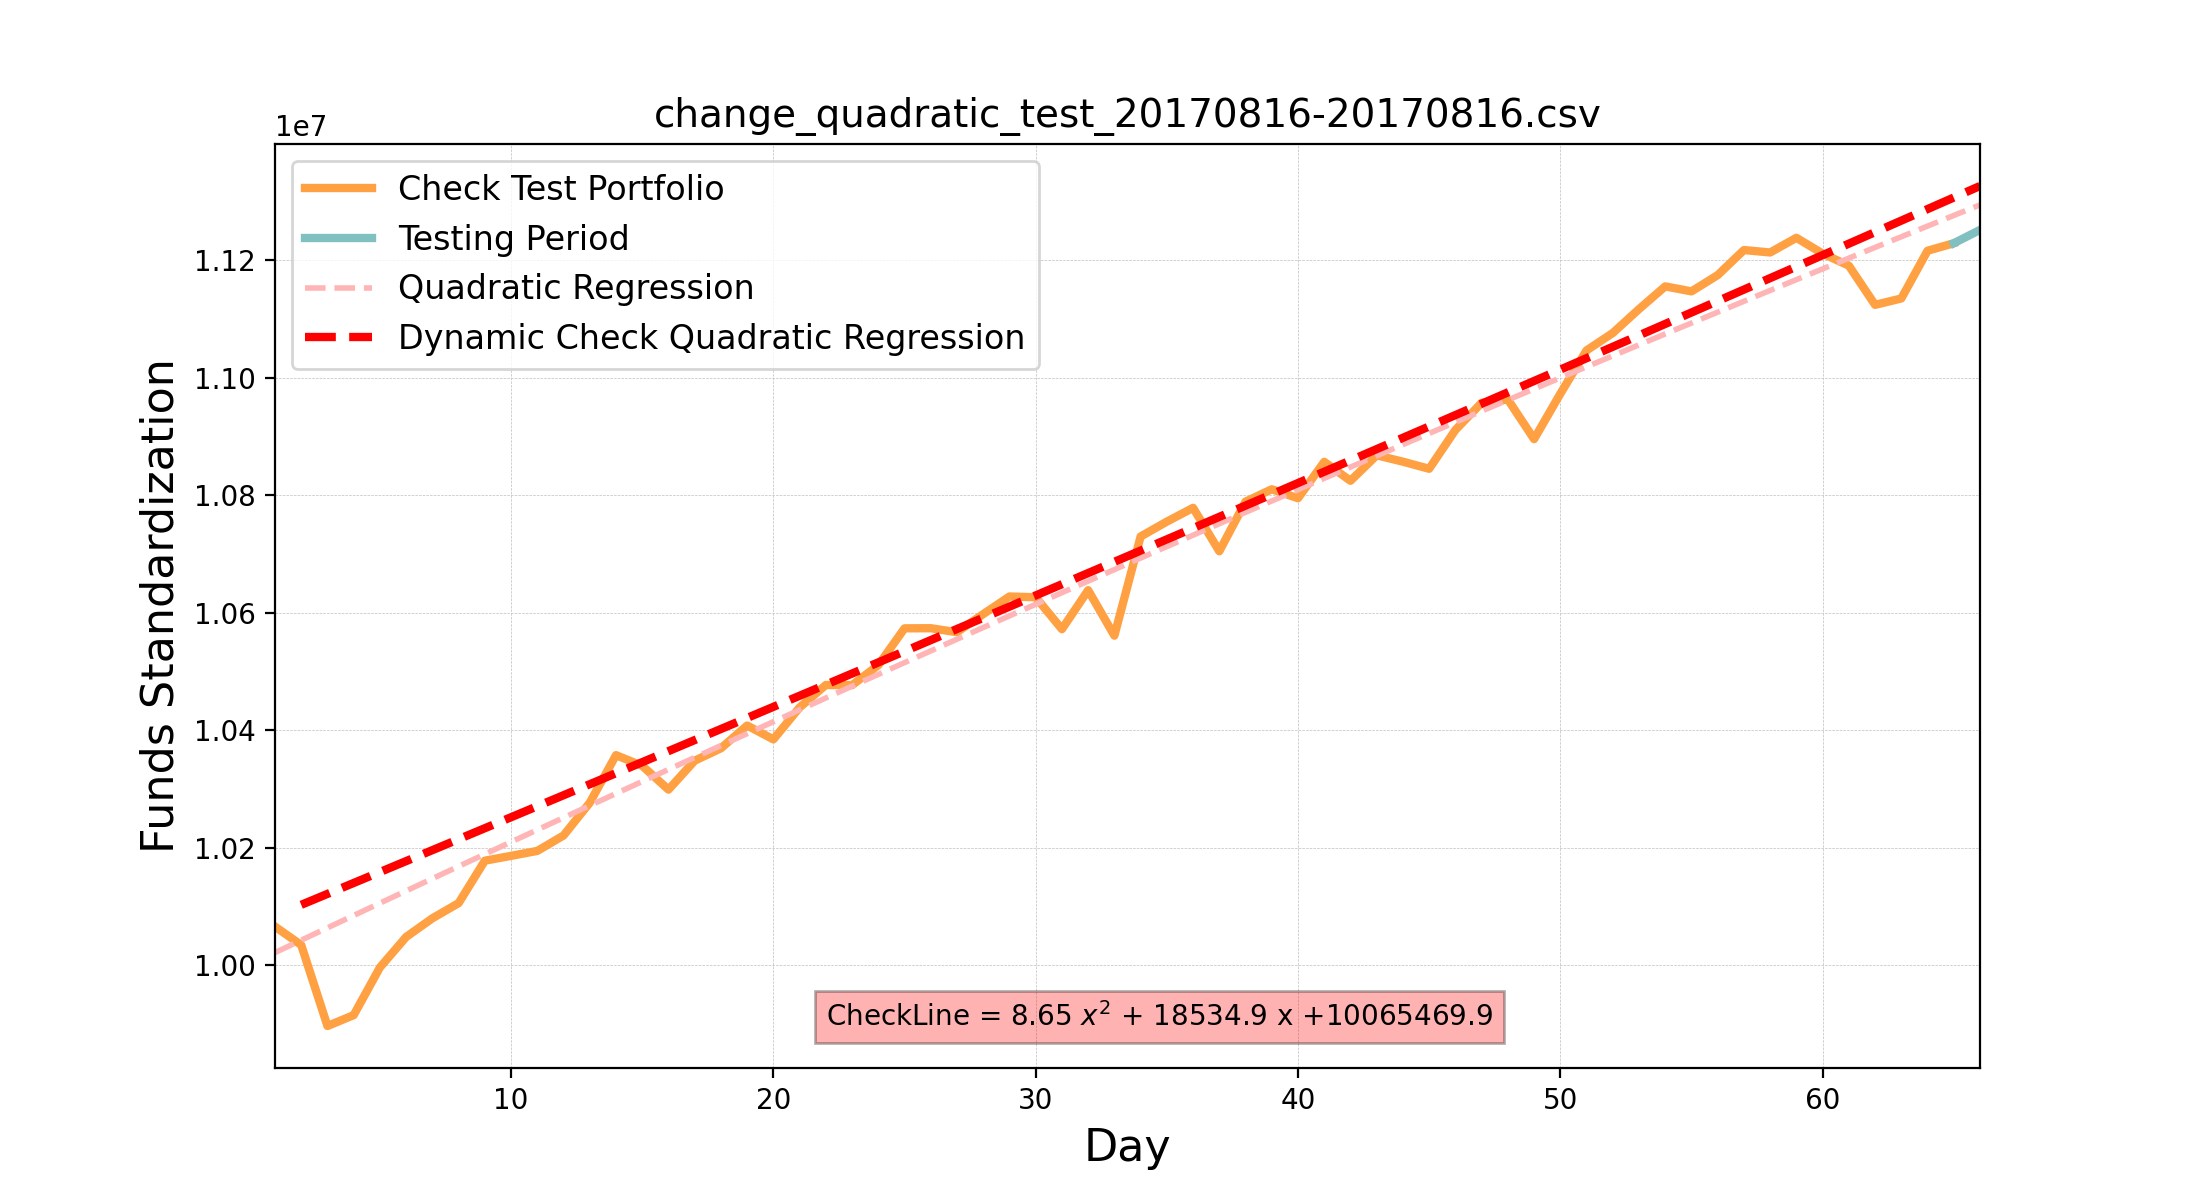 change_quadratic_test_20170816-20170816.csv
1e7
Check Test Portfolio
Testing Period
Quadratic Regression
Dynamic Check Quadratic Regression
Funds Standardization
1.12
1.10
1.08
1.06
1.04
1.02
1.00
CheckLine = 8.65 x² + 18534.9 x +10065469.9
10 20 30 40 50 60
Day